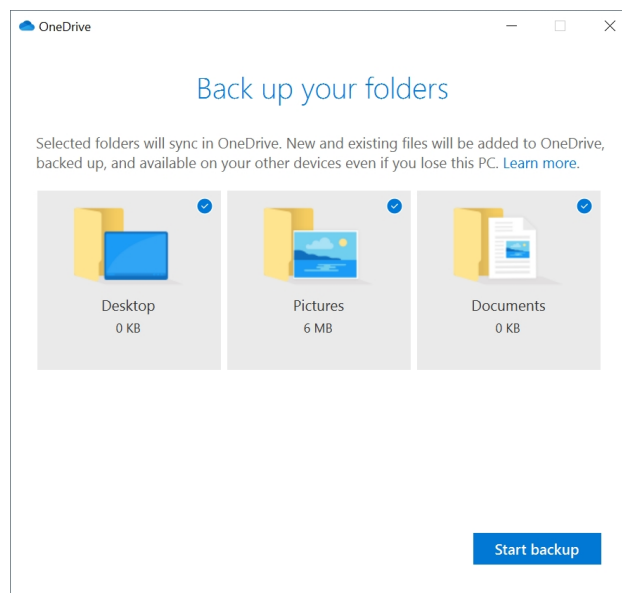 OneDrive
Back up your folders
Selected folders will sync in OneDrive. New and existing files will be added to OneDrive,
backed up, and available on your other devices even if you lose this PC. Learn more.
Desktop
0 KB
Pictures
6 MB
Documents
0 KB
Start backup